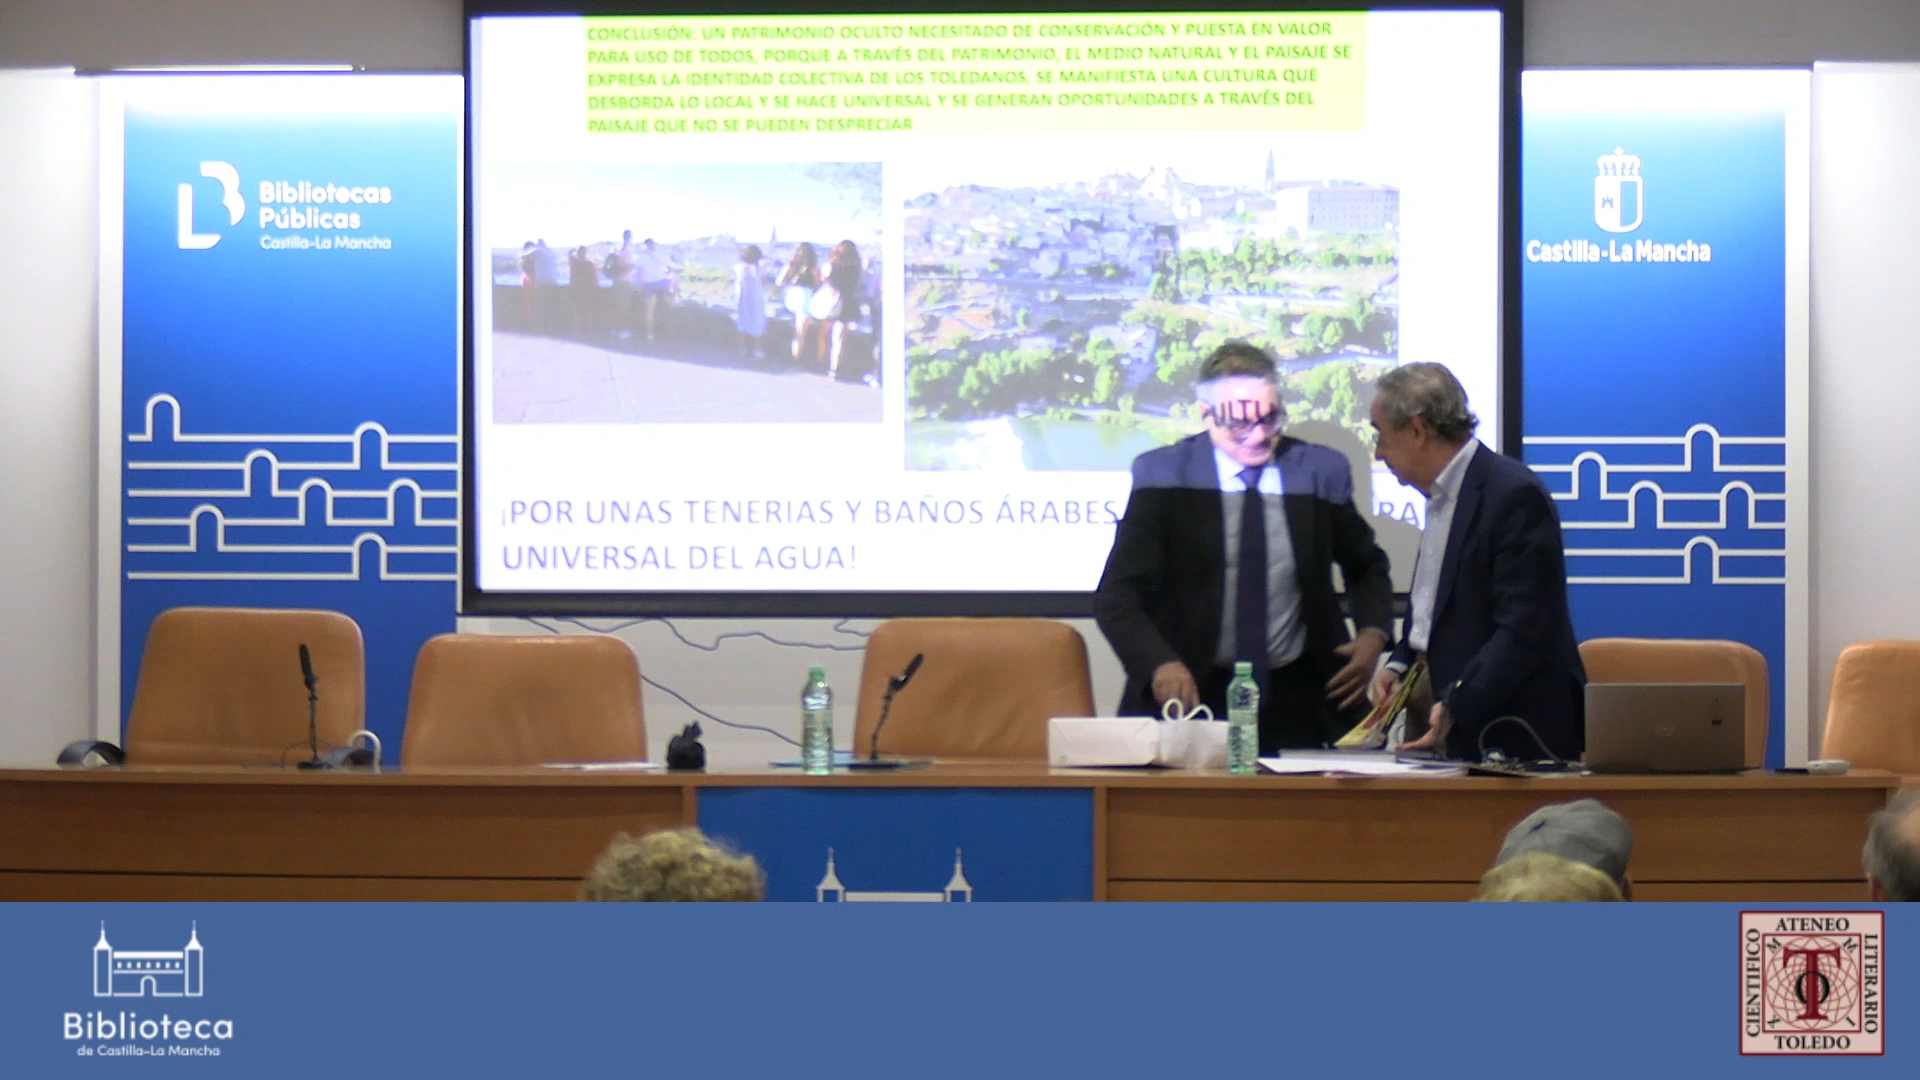 CONCLUSIÓN: UN PATRIMONIO OCULTO NECESITADO DE CONSERVACIÓN Y PUESTA EN VALOR
PARA USO DE TODOS, PORQUE A TRAVÉS DEL PATRIMONIO, EL MEDIO NATURAL Y EL PAISAJE SE
EXPRESA LA IDENTIDAD COLECTIVA DE LOS TOLEDANOS, SE MANIFIESTA UNA CULTURA QUE
DESBORDA LO LOCAL Y SE HACE UNIVERSAL Y SE GENERAN OPORTUNIDADES A TRAVÉS DEL
PAISAJE QUE NO SE PUEDEN DESPRECIAR
Bibliotecas
Públicas
Castilla-La Mancha
Castilla-La Mancha
¡POR UNAS TENERIAS Y BAÑOS ÁRABES ULTU RA
UNIVERSAL DEL AGUA!
Biblioteca
de Castilla-La Mancha
CIENTIFICO
ATENEO
LITERARIO
TOLEDO